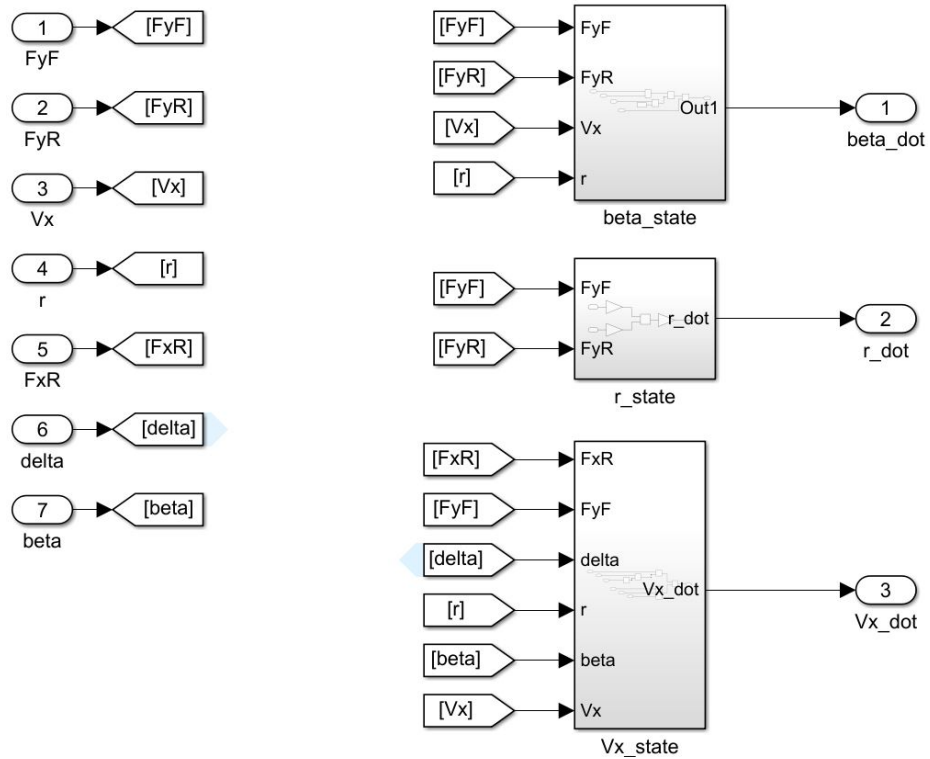 1
[FyF]
FyF
2
[FyR]
FyR
3
[Vx]
Vx
4
[r]
r
5
[FxR]
FxR
6
[delta]
delta
7
[beta]
beta
[FyF]
FyF
[FyR]
FyR
[Vx]
Vx
[r]
r
Out1
beta_state
1
beta_dot
[FyF]
FyF
[FyR]
FyR
r_dot
r_state
2
r_dot
[FxR]
FxR
[FyF]
FyF
[delta]
delta
[r]
r
[beta]
beta
[Vx]
Vx
Vx_dot
Vx_state
3
Vx_dot